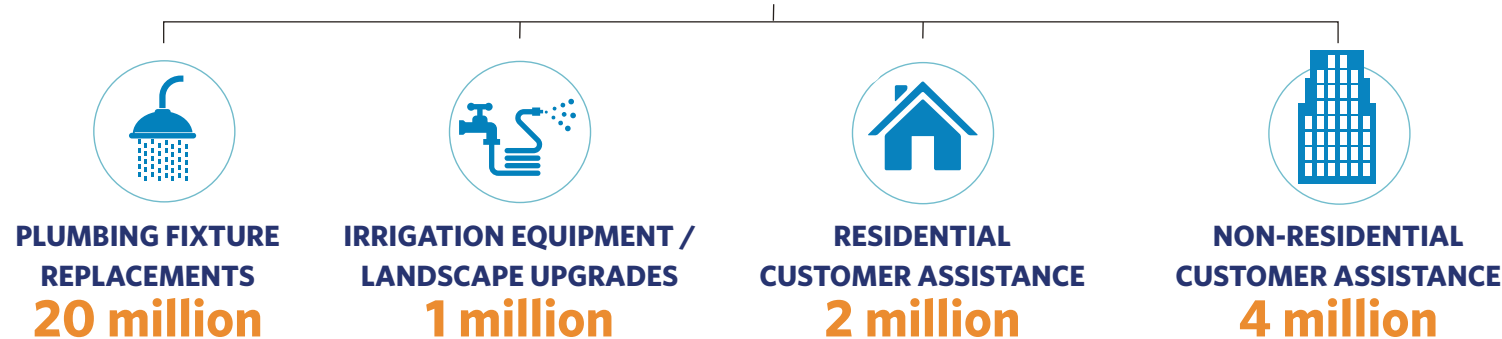 PLUMBING FIXTURE
REPLACEMENTS
20 million
IRRIGATION EQUIPMENT /
LANDSCAPE UPGRADES
1 million
RESIDENTIAL
CUSTOMER ASSISTANCE
2 million
NON-RESIDENTIAL
CUSTOMER ASSISTANCE
4 million